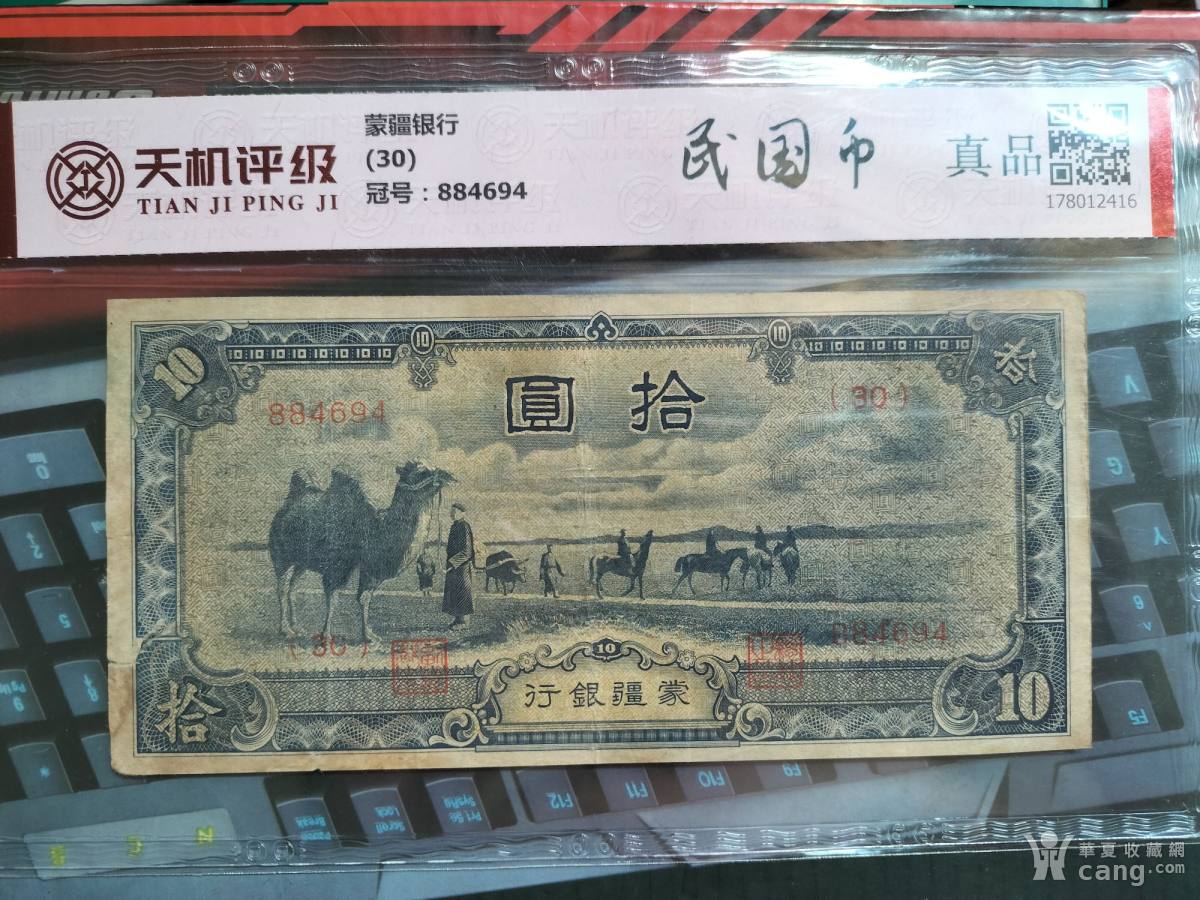 天机评级
TIAN JI PING JI
蒙疆银行
(30)
冠号：884694
民国币
真品
178012416
10
拾
圓 拾
884694
(30)
(30)
884694
10
行銀疆蒙
拾
10
華夏收藏網
cang.com